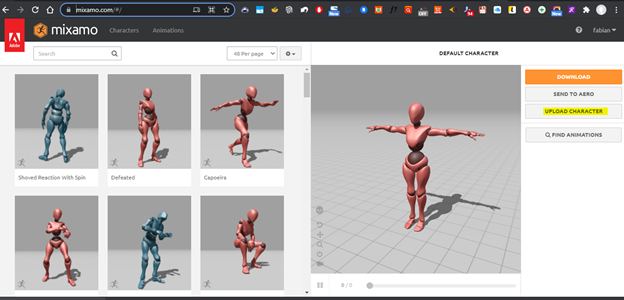 mixamo.com/#/
Adobe
mixamo
Characters
Animations
fabian
Search
48 Per page
Shoved Reaction With Spin
Defeated
Capoeira
DEFAULT CHARACTER
0 / 0
DOWNLOAD
SEND TO AERO
UPLOAD CHARACTER
FIND ANIMATIONS